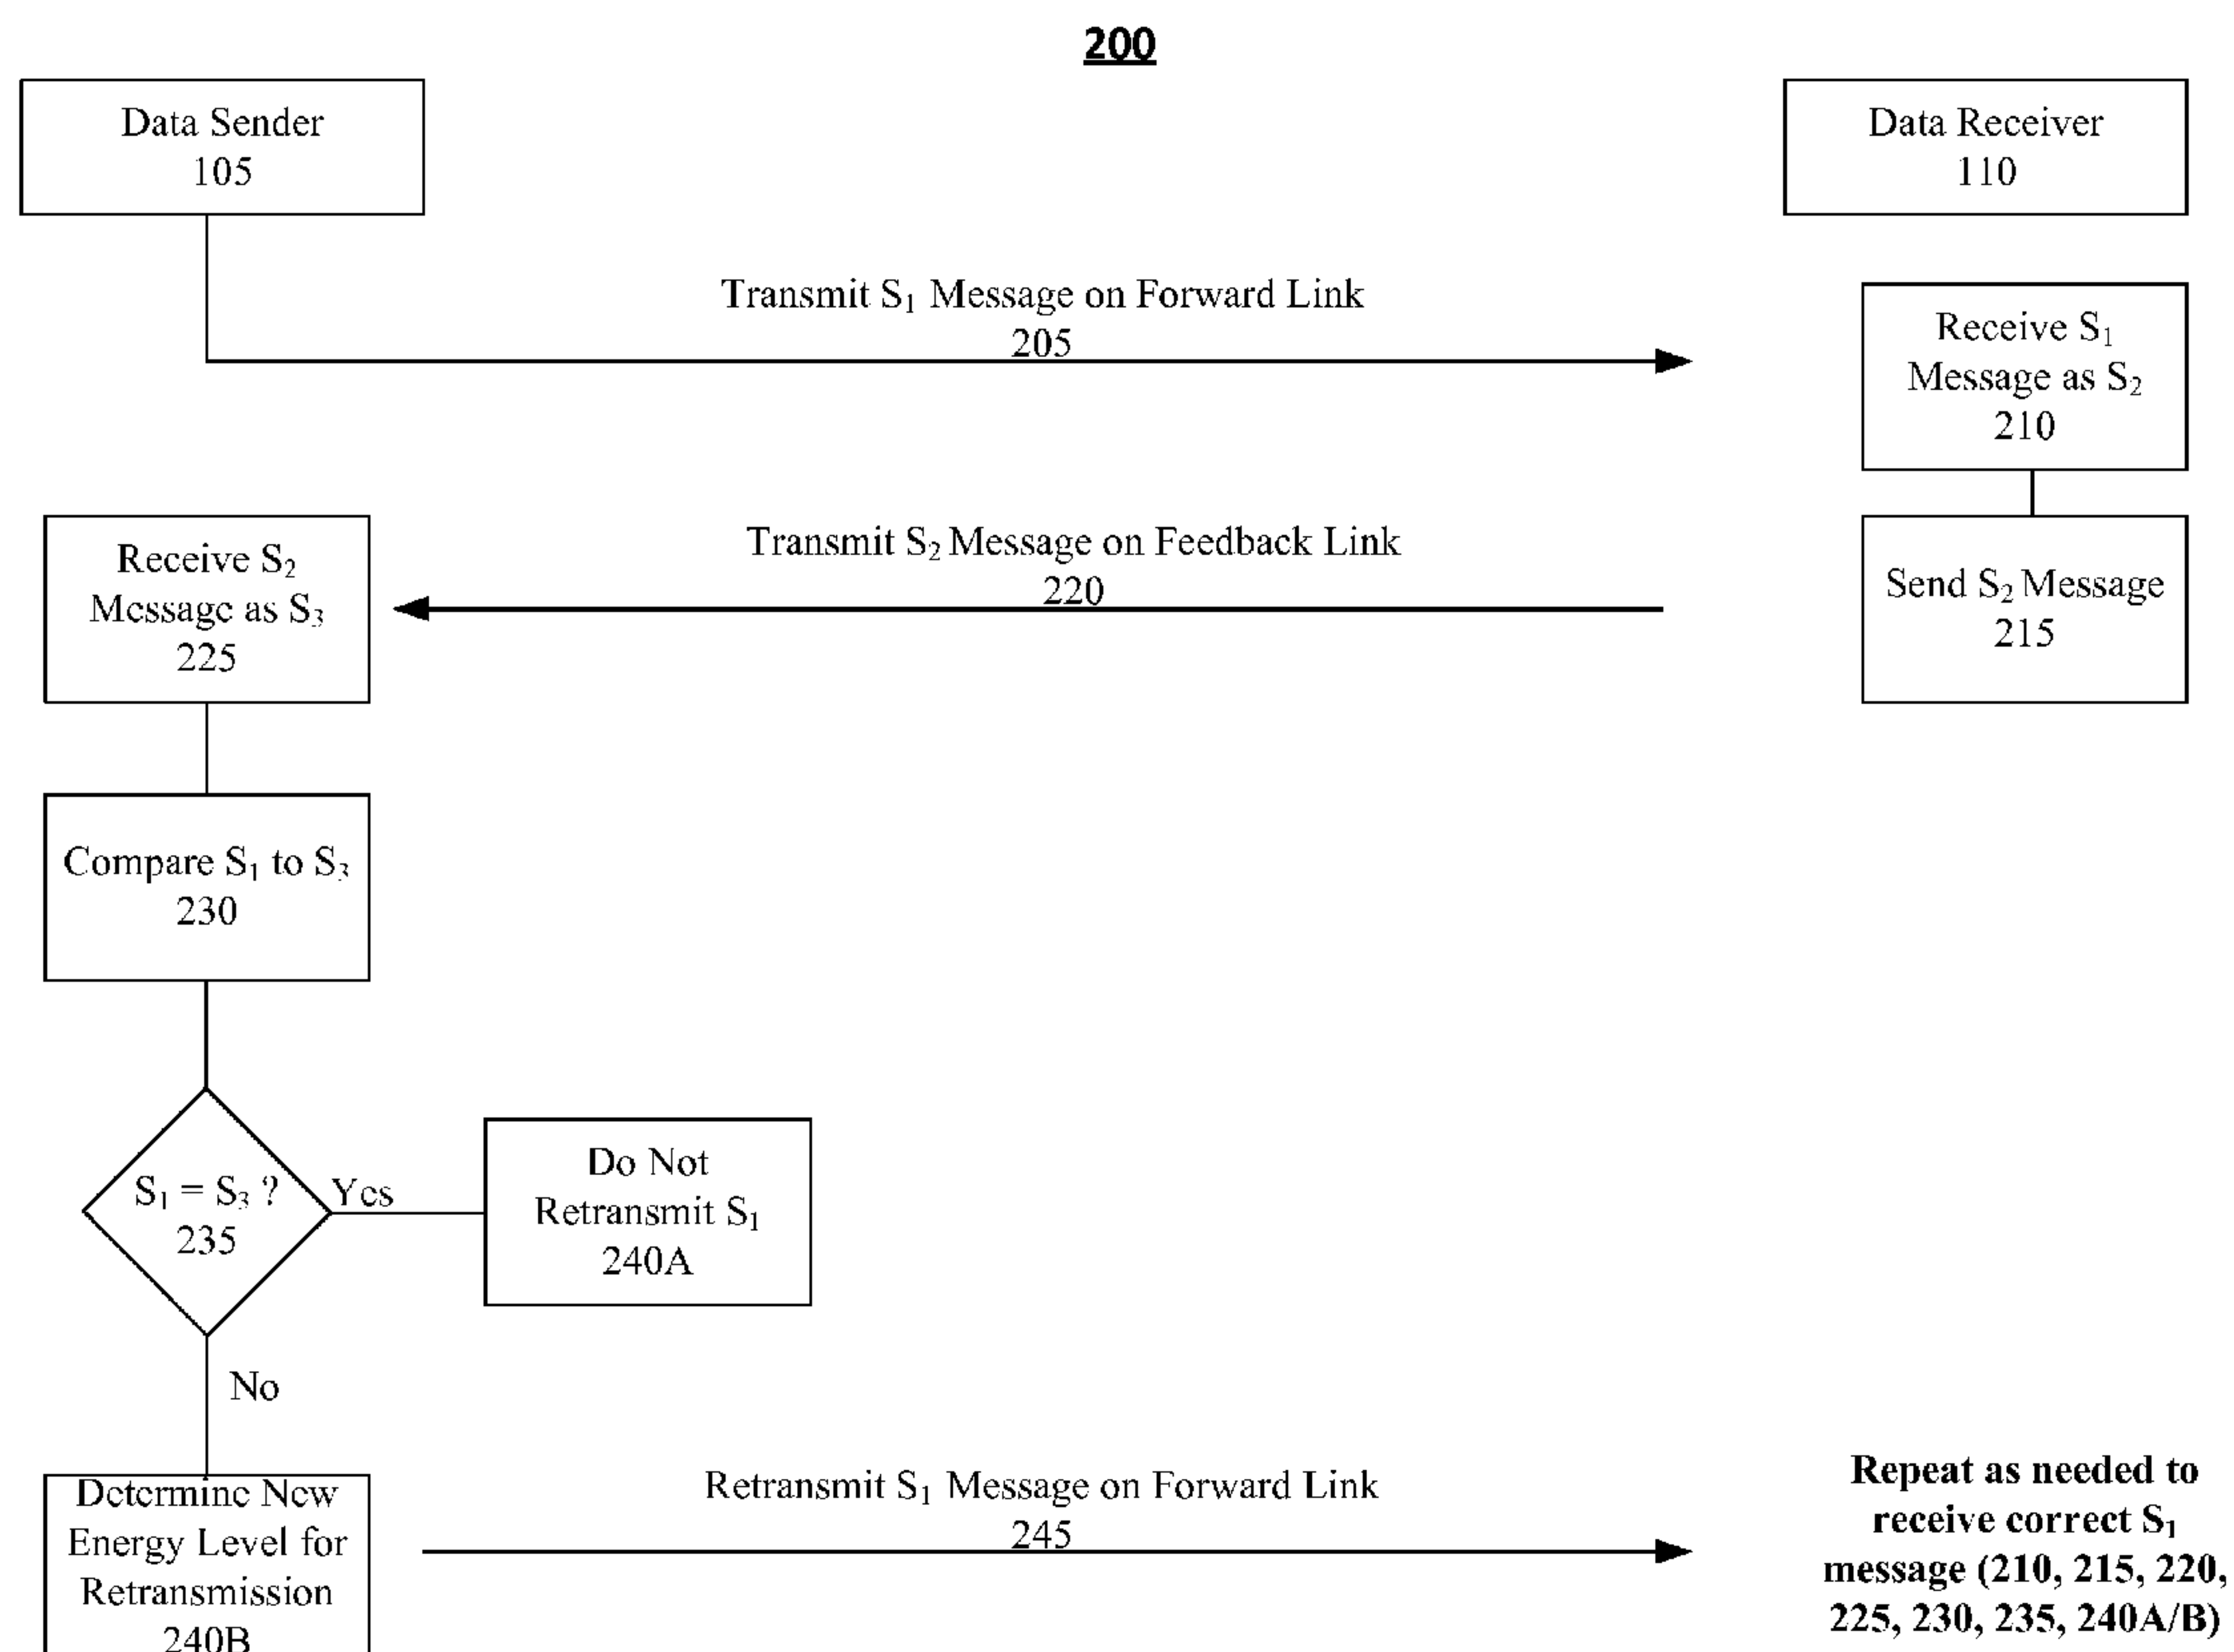 200
Data Sender
105
Data Receiver
110
Transmit S₁ Message on Forward Link
205
Receive S₁
Message as S₂
210
Transmit S₂ Message on Feedback Link
220
Receive S₂
Message as S₃
225
Send S₂ Message
215
Compare S₁ to S₃
230
S₁ = S₃ ?
235
Yes
Do Not
Retransmit S₁
240A
No
Determine New
Energy Level for
Retransmission
240B
Retransmit S₁ Message on Forward Link
245
Repeat as needed to
receive correct S₁
message (210, 215, 220,
225, 230, 235, 240A/B)